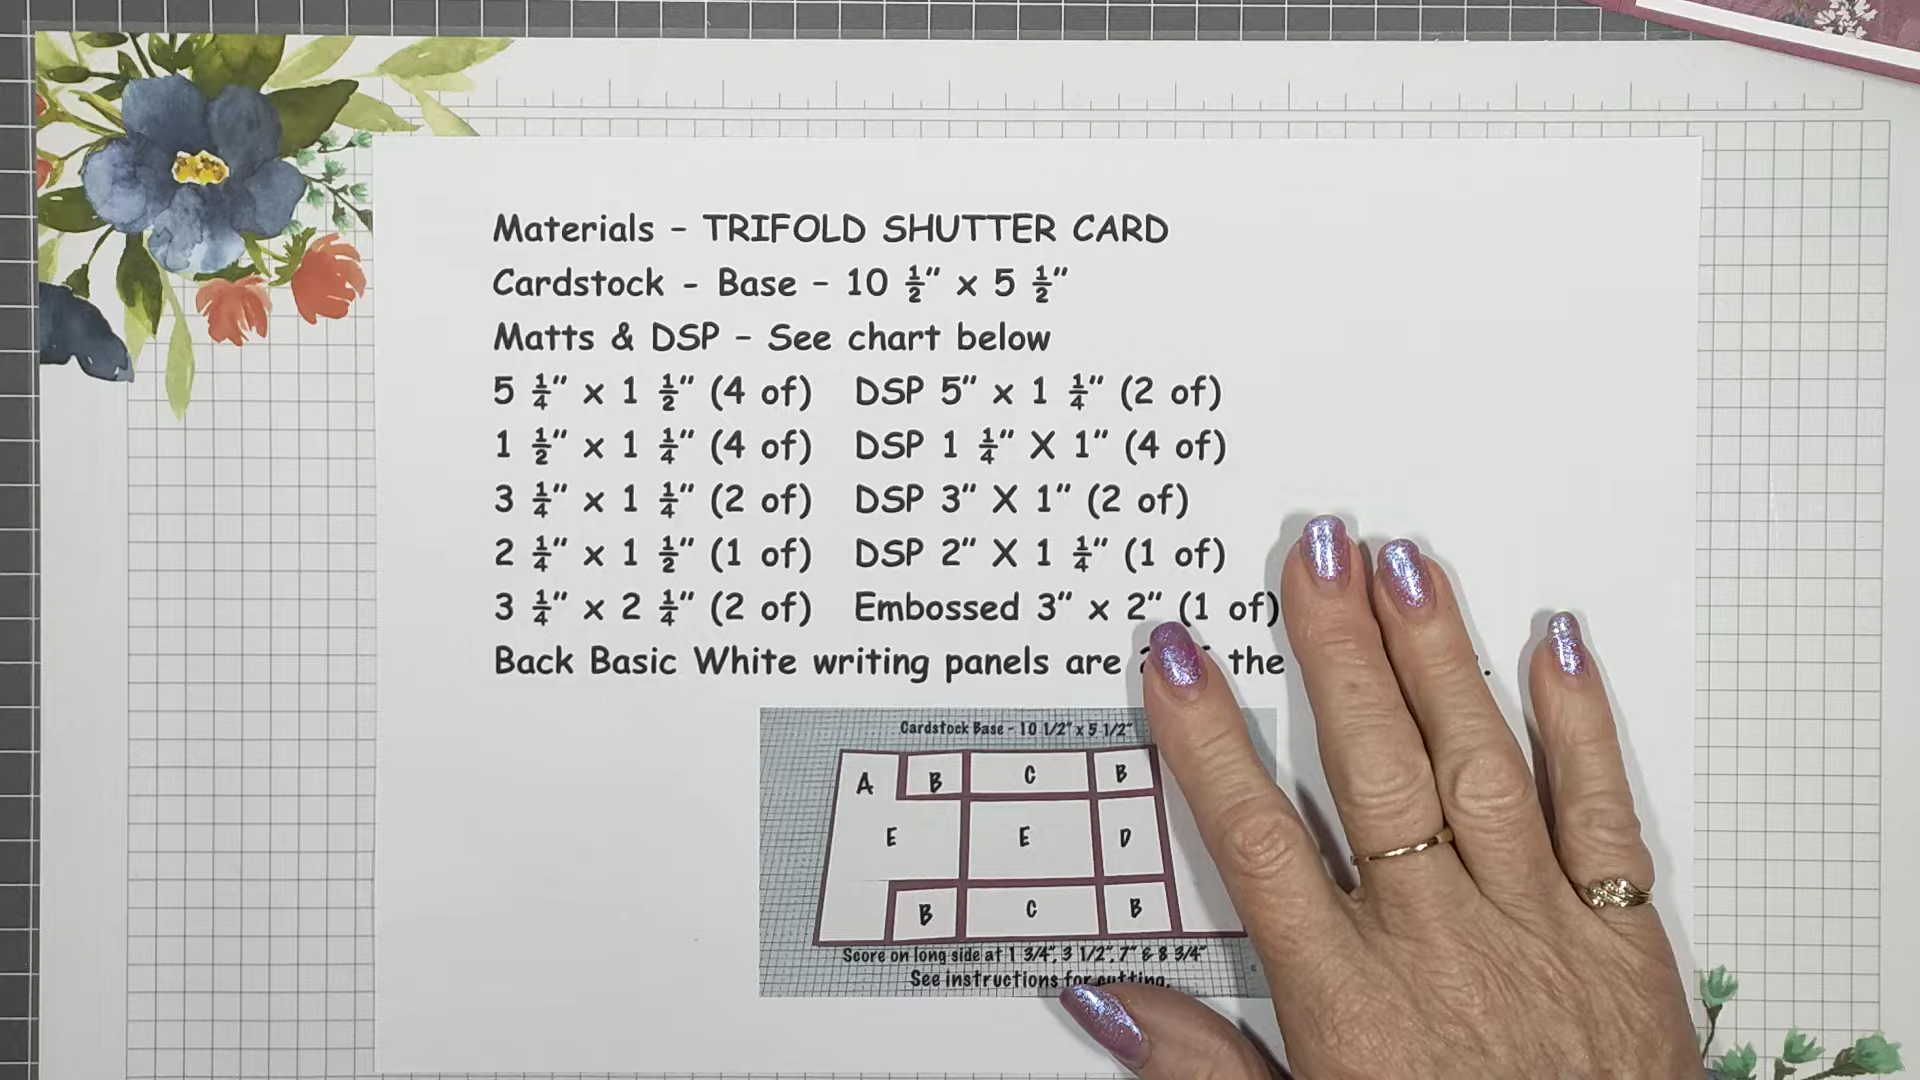 Materials – TRIFOLD SHUTTER CARD
Cardstock - Base – 10 ½” x 5 ½”
Matts & DSP – See chart below
5 ¼” x 1 ½” (4 of) DSP 5” x 1 ¼” (2 of)
1 ½” x 1 ¼” (4 of) DSP 1 ¼” X 1” (4 of)
3 ¼” x 1 ¼” (2 of) DSP 3” X 1” (2 of)
2 ¼” x 1 ½” (1 of) DSP 2” X 1 ¼” (1 of)
3 ¼” x 2 ¼” (2 of) Embossed 3” x 2” (1 of)
Back Basic White writing panels are the
Cardstock Base - 10 1/2" x 5 1/2"
A B C B
E E D
B C B
Score on long side at 1 3/4", 3 1/2", 7" & 8 3/4"
See instructions for cutting.